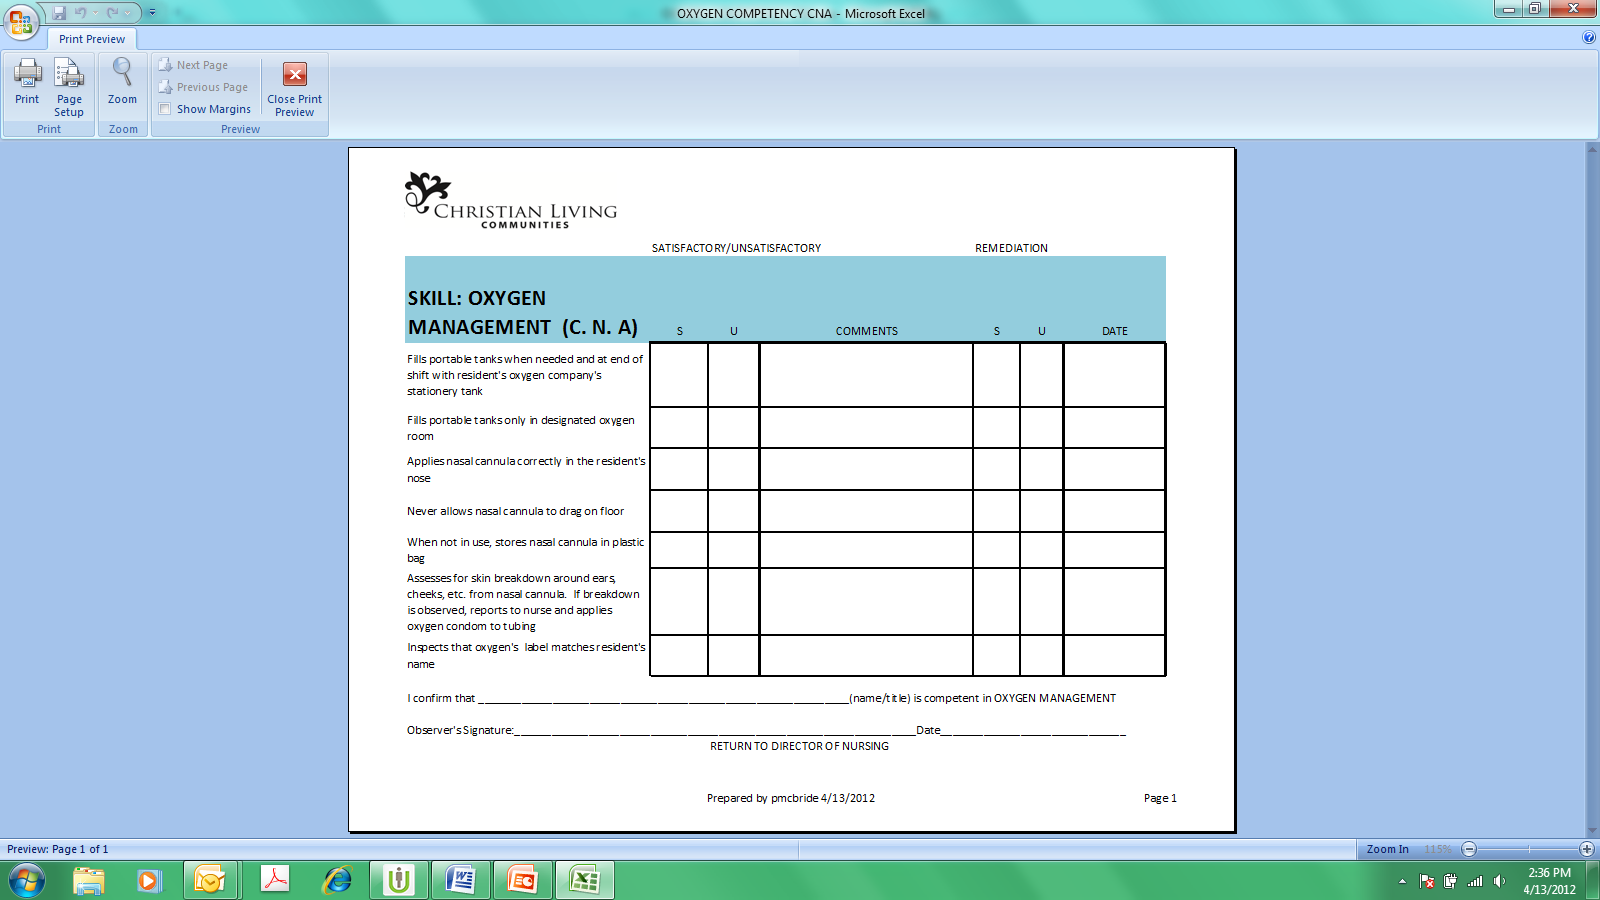 OXYGEN COMPETENCY CNA - Microsoft Excel
Print Preview
Print
Page Setup
Zoom
Next Page
Previous Page
Show Margins
Close Print Preview
Print
Zoom
Preview
CHRISTIAN LIVING
COMMUNITIES
SATISFACTORY/UNSATISFACTORY REMEDIATION
SKILL: OXYGEN
MANAGEMENT (C. N. A) S U COMMENTS S U DATE
Fills portable tanks when needed and at end of
shift with resident's oxygen company's
stationery tank
Fills portable tanks only in designated oxygen
room
Applies nasal cannula correctly in the resident's
nose
Never allows nasal cannula to drag on floor
When not in use, stores nasal cannula in plastic
bag
Assesses for skin breakdown around ears,
cheeks, etc. from nasal cannula. If breakdown
is observed, reports to nurse and applies
oxygen condom to tubing
Inspects that oxygen's label matches resident's
name
I confirm that ____________________(name/title) is competent in OXYGEN MANAGEMENT
Observer's Signature:____________________Date____________________
RETURN TO DIRECTOR OF NURSING
Prepared by pmcbride 4/13/2012 Page 1
Preview: Page 1 of 1
Zoom In 115%
2:36 PM
4/13/2012